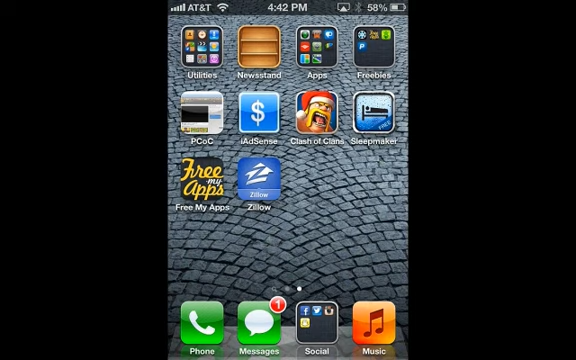 AT&T 4:42 PM 58%
Utilities Newsstand Apps Freebies
$
FREE
PCoC iAdSense Clash of Clans Sleepmaker
Free my Apps
Zillow
Free My Apps Zillow
1
Phone Messages Social Music